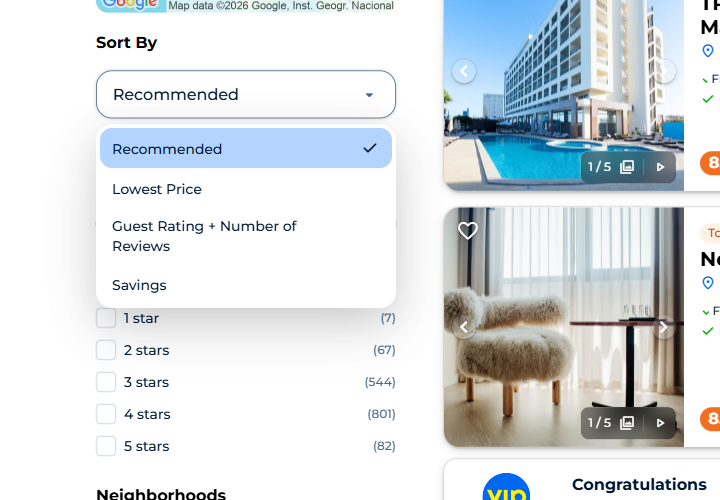 Google
Map data ©2026 Google, Inst. Geogr. Nacional
Sort By
Recommended
Recommended
Lowest Price
Guest Rating + Number of
Reviews
Savings
1 star (7)
2 stars (67)
3 stars (544)
4 stars (801)
5 stars (82)
Neighborhoods
1 / 5
1 / 5
vip
Congratulations